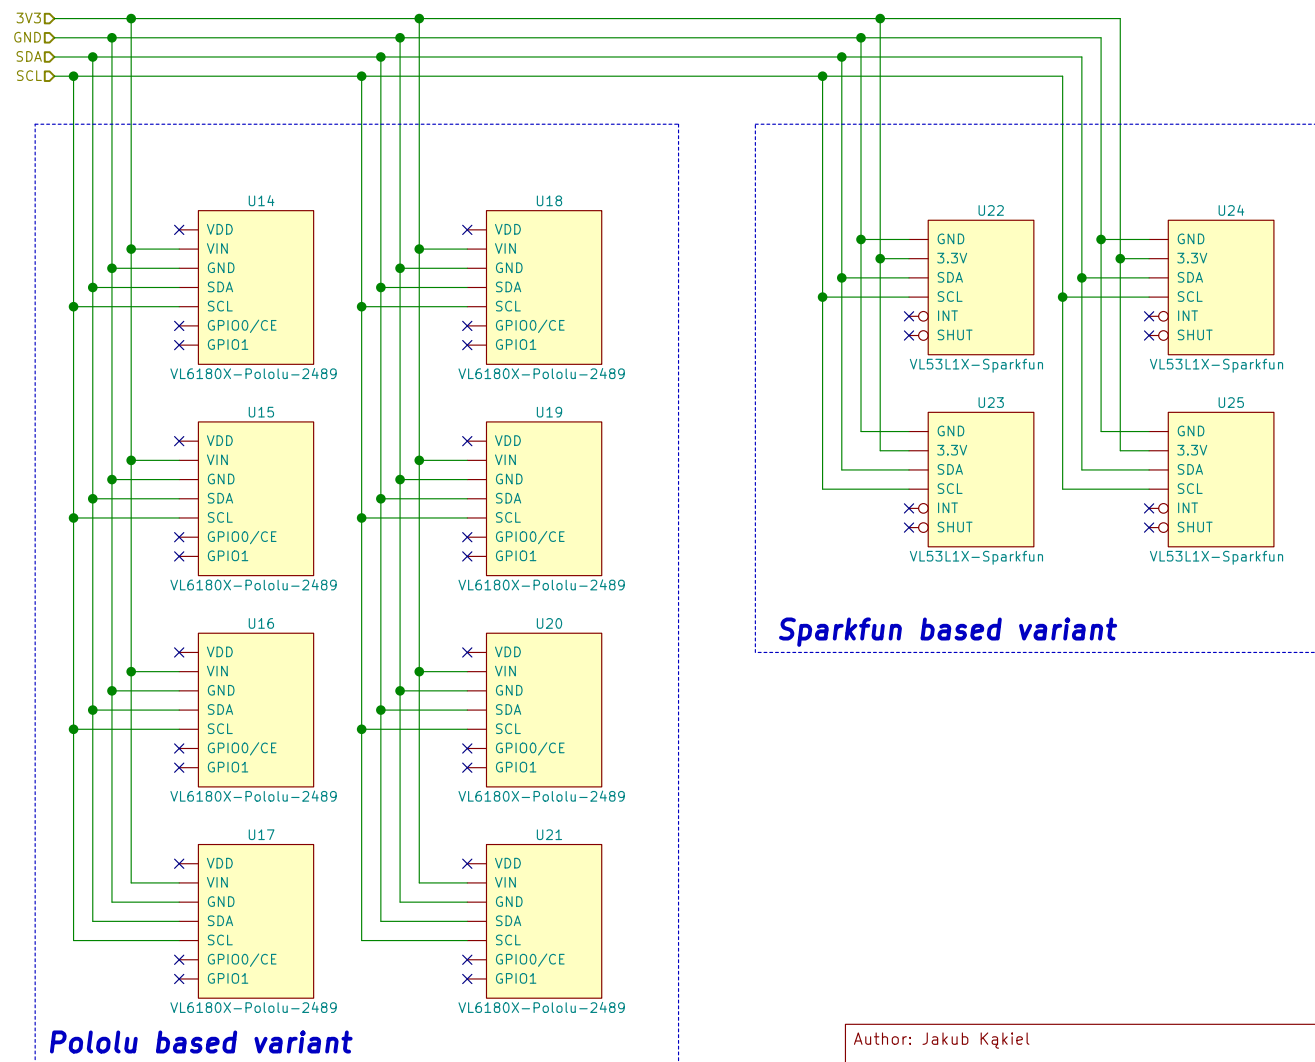 3V3
GND
SDA
SCL
U14
VDD
VIN
GND
SDA
SCL
GPIO0/CE
GPIO1
VL6180X-Pololu-2489
U15
VDD
VIN
GND
SDA
SCL
GPIO0/CE
GPIO1
VL6180X-Pololu-2489
U16
VDD
VIN
GND
SDA
SCL
GPIO0/CE
GPIO1
VL6180X-Pololu-2489
U17
VDD
VIN
GND
SDA
SCL
GPIO0/CE
GPIO1
VL6180X-Pololu-2489
U18
VDD
VIN
GND
SDA
SCL
GPIO0/CE
GPIO1
VL6180X-Pololu-2489
U19
VDD
VIN
GND
SDA
SCL
GPIO0/CE
GPIO1
VL6180X-Pololu-2489
U20
VDD
VIN
GND
SDA
SCL
GPIO0/CE
GPIO1
VL6180X-Pololu-2489
U21
VDD
VIN
GND
SDA
SCL
GPIO0/CE
GPIO1
VL6180X-Pololu-2489
Pololu based variant
U22
GND
3.3V
SDA
SCL
INT
SHUT
VL53L1X-Sparkfun
U23
GND
3.3V
SDA
SCL
INT
SHUT
VL53L1X-Sparkfun
U24
GND
3.3V
SDA
SCL
INT
SHUT
VL53L1X-Sparkfun
U25
GND
3.3V
SDA
SCL
INT
SHUT
VL53L1X-Sparkfun
Sparkfun based variant
Author: Jakub Kąkiel